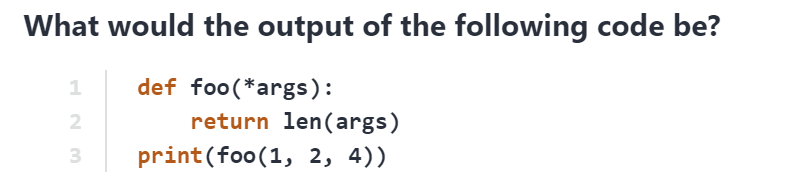 What would the output of the following code be?
1 def foo(*args):
2 return len(args)
3 print(foo(1, 2, 4))